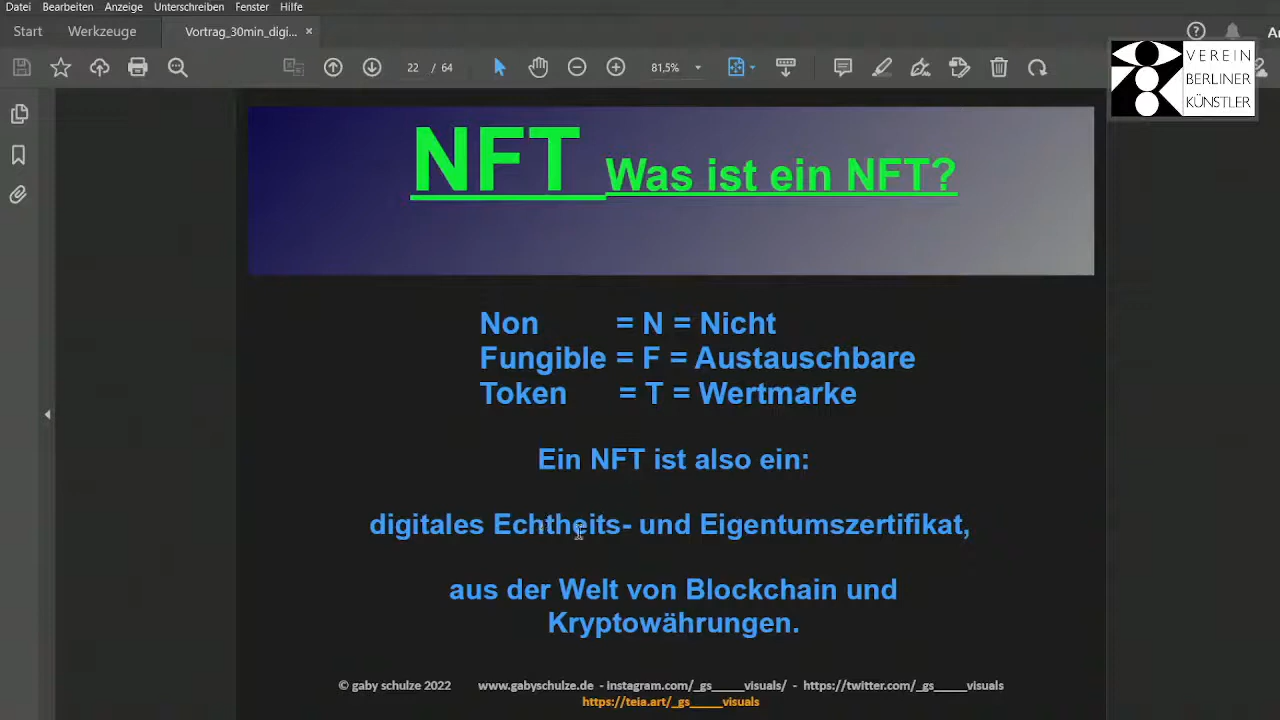 Datei Bearbeiten Anzeige Unterschreiben Fenster Hilfe
Start Werkzeuge Vortrag_30min_digi... ×
22 / 64 81,5%
VEREIN
BERLINER
KÜNSTLER
NFT Was ist ein NFT?
Non = N = Nicht
Fungible = F = Austauschbare
Token = T = Wertmarke
Ein NFT ist also ein:
digitales Echtheits- und Eigentumszertifikat,
aus der Welt von Blockchain und
Kryptowährungen.
© gaby schulze 2022 www.gabyschulze.de - instagram.com/_gs_____visuals/ - https://twitter.com/_gs_____visuals
https://teia.art/_gs_____visuals